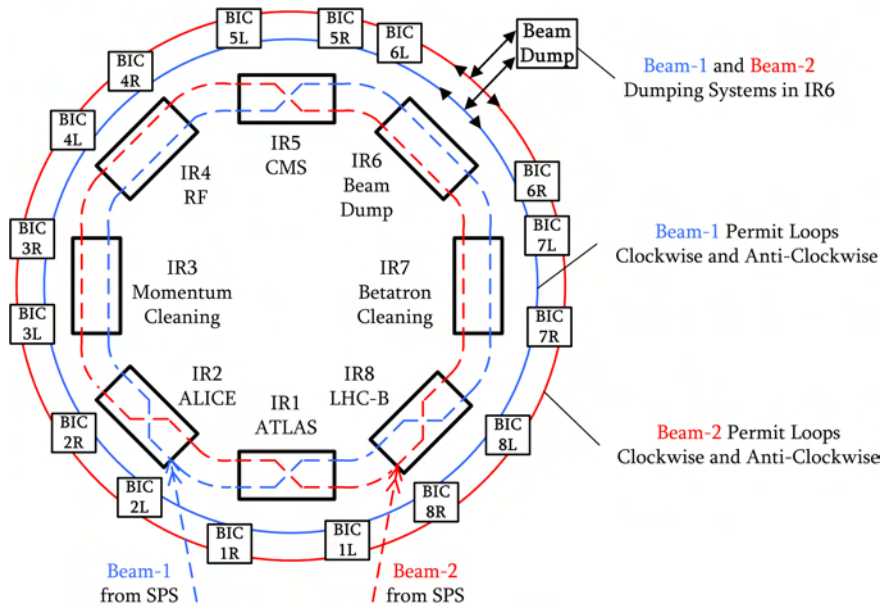 BIC
5L
BIC
5R
BIC
6L
Beam
Dump
BIC
4R
Beam-1 and Beam-2
Dumping Systems in IR6
BIC
4L
IR5
CMS
IR4
RF
IR6
Beam
Dump
BIC
6R
BIC
3R
BIC
7L
Beam-1 Permit Loops
Clockwise and Anti-Clockwise
IR3
Momentum
Cleaning
IR7
Betatron
Cleaning
BIC
3L
BIC
7R
IR2
ALICE
IR1
ATLAS
IR8
LHC-B
BIC
2R
BIC
8L
Beam-2 Permit Loops
Clockwise and Anti-Clockwise
BIC
2L
BIC
8R
BIC
1R
BIC
1L
Beam-1
from SPS
Beam-2
from SPS